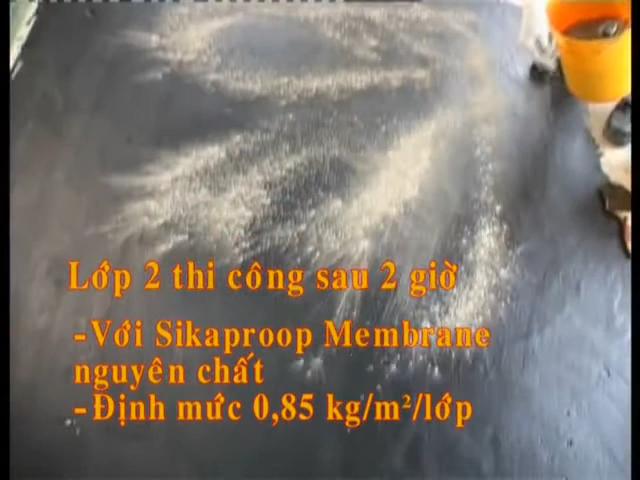 Lớp 2 thi công sau 2 giờ
-Với Sikaproop Membrane
nguyên chất
-Định mức 0,85 kg/m²/lớp